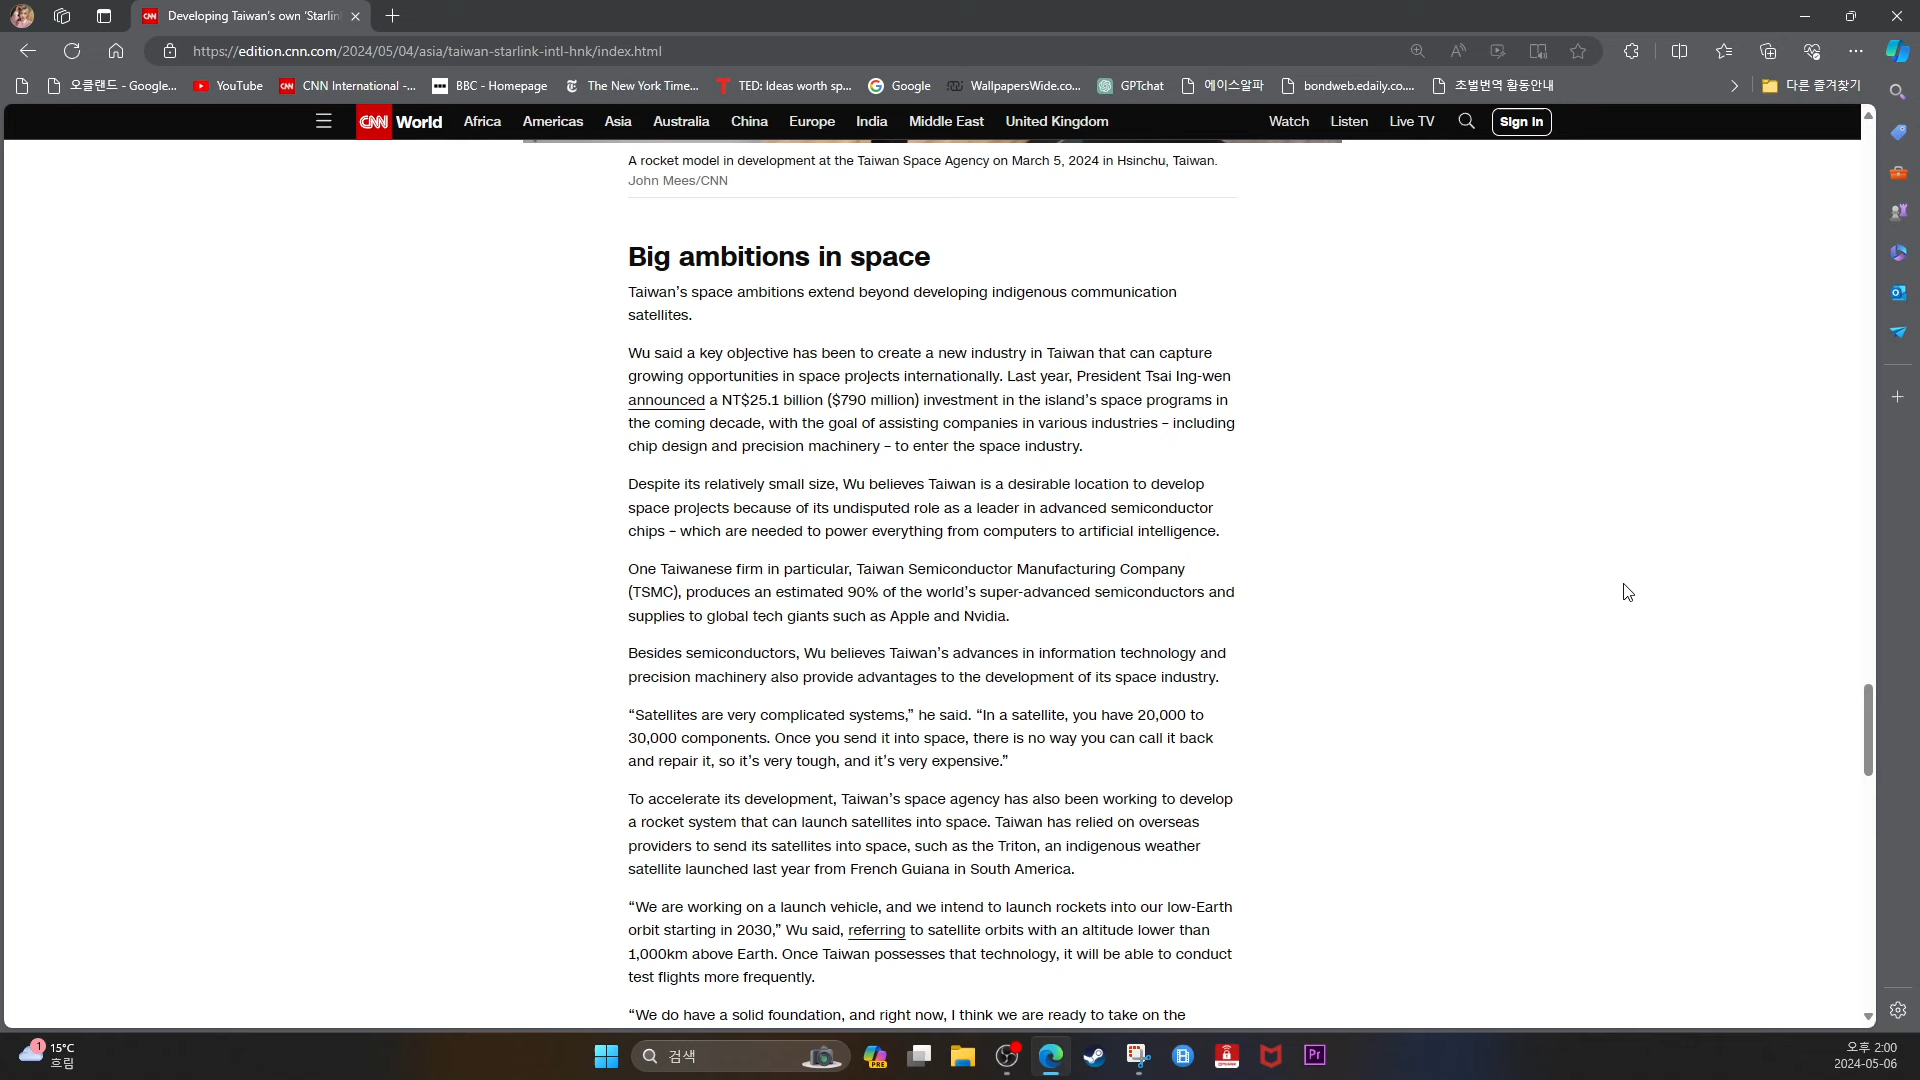 Developing Taiwan's own 'Starlin
https://edition.cnn.com/2024/05/04/asia/taiwan-starlink-intl-hnk/index.html
오클랜드 - Google...
YouTube
CNN International -...
BBC - Homepage
The New York Time...
TED: Ideas worth sp...
Google
WallpapersWide.co...
GPTchat
에이스알파
bondweb.edaily.co....
초벌번역 활동안내
다른 즐겨찾기
CNN World
Africa
Americas
Asia
Australia
China
Europe
India
Middle East
United Kingdom
Watch
Listen
Live TV
Sign in
A rocket model in development at the Taiwan Space Agency on March 5, 2024 in Hsinchu, Taiwan.
John Mees/CNN
Big ambitions in space
Taiwan's space ambitions extend beyond developing indigenous communication
satellites.
Wu said a key objective has been to create a new industry in Taiwan that can capture
growing opportunities in space projects internationally. Last year, President Tsai Ing-wen
announced a NT$25.1 billion ($790 million) investment in the island's space programs in
the coming decade, with the goal of assisting companies in various industries – including
chip design and precision machinery – to enter the space industry.
Despite its relatively small size, Wu believes Taiwan is a desirable location to develop
space projects because of its undisputed role as a leader in advanced semiconductor
chips – which are needed to power everything from computers to artificial intelligence.
One Taiwanese firm in particular, Taiwan Semiconductor Manufacturing Company
(TSMC), produces an estimated 90% of the world's super-advanced semiconductors and
supplies to global tech giants such as Apple and Nvidia.
Besides semiconductors, Wu believes Taiwan's advances in information technology and
precision machinery also provide advantages to the development of its space industry.
“Satellites are very complicated systems,” he said. “In a satellite, you have 20,000 to
30,000 components. Once you send it into space, there is no way you can call it back
and repair it, so it's very tough, and it's very expensive.”
To accelerate its development, Taiwan's space agency has also been working to develop
a rocket system that can launch satellites into space. Taiwan has relied on overseas
providers to send its satellites into space, such as the Triton, an indigenous weather
satellite launched last year from French Guiana in South America.
“We are working on a launch vehicle, and we intend to launch rockets into our low-Earth
orbit starting in 2030,” Wu said, referring to satellite orbits with an altitude lower than
1,000km above Earth. Once Taiwan possesses that technology, it will be able to conduct
test flights more frequently.
“We do have a solid foundation, and right now, I think we are ready to take on the
1
15°C
흐림
검색
PRE
Pr
오후 2:00
2024-05-06